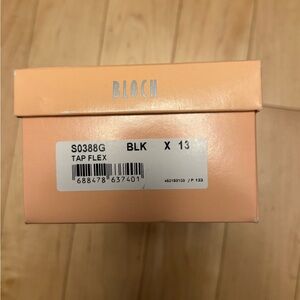 BLOCH
S0388G BLK X 13
TAP FLEX
688478 637401